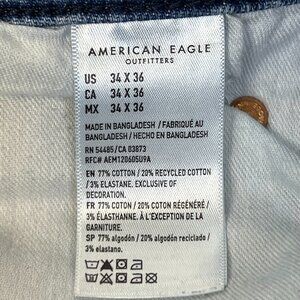 AMERICAN EAGLE
OUTFITTERS
US 34 X 36
CA 34 X 36
MX 34 X 36
MADE IN BANGLADESH / FABRIQUÉ AU
BANGLADESH / HECHO EN BANGLADESH
RN 54485/CA 03873
RFC# AEM120605U9A
EN 77% COTTON / 20% RECYCLED COTTON /
3% ELASTANE. EXCLUSIVE OF
DECORATION.
FR 77% COTON / 20% COTON RÉGÉNÉRÉ /
3% ÉLASTHANNE. À L'EXCEPTION DE LA
GARNITURE.
SP 77% algodón / 20% algodón reciclado /
3% elastano.